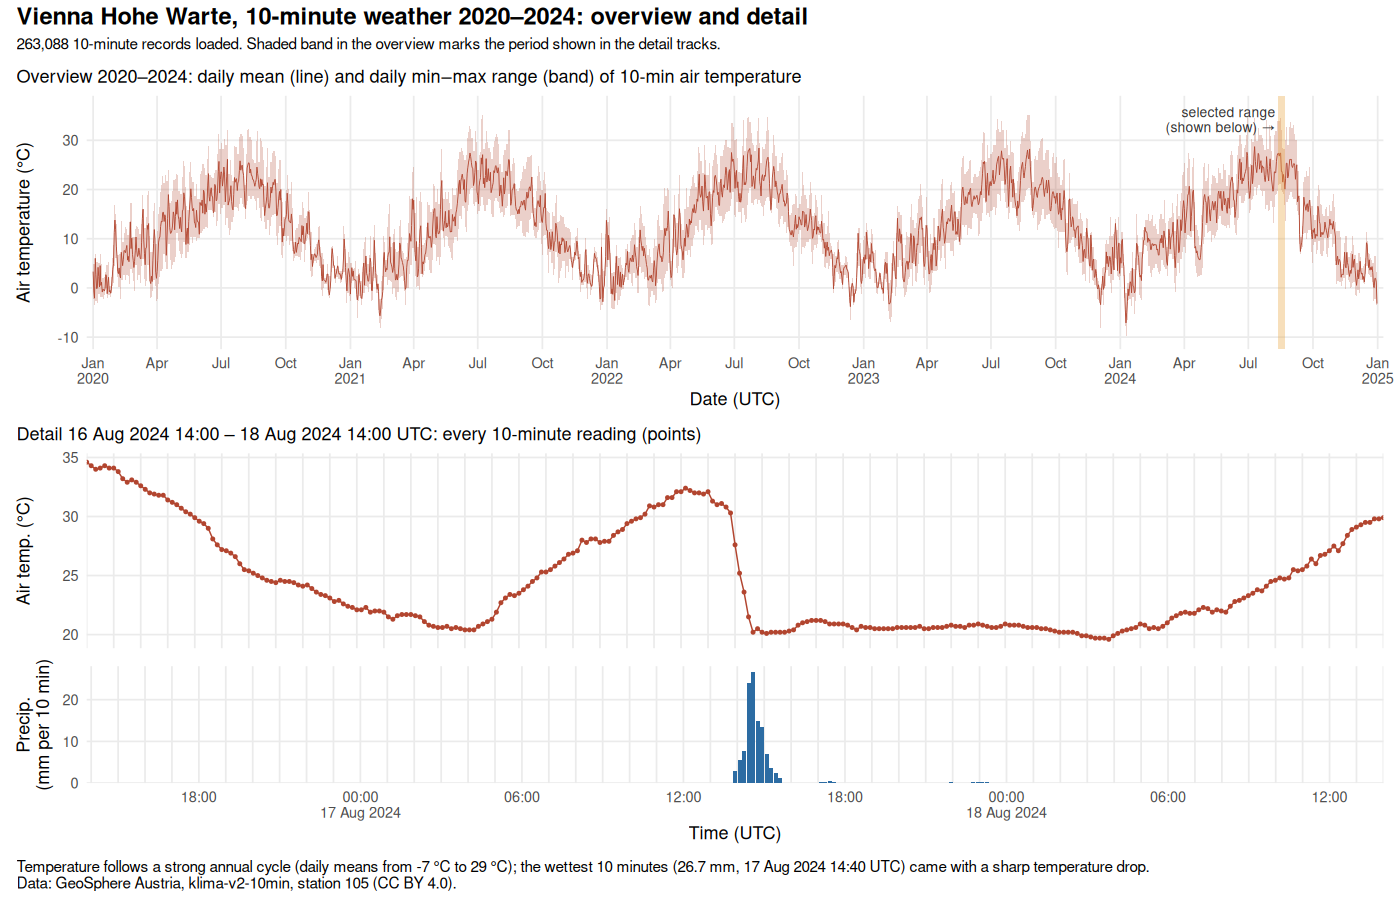 Vienna Hohe Warte, 10-minute weather 2020–2024: overview and detail
263,088 10-minute records loaded. Shaded band in the overview marks the period shown in the detail tracks.
Overview 2020–2024: daily mean (line) and daily min–max range (band) of 10-min air temperature
Air temperature (°C)
30
20
10
0
-10
selected range
(shown below) →
Jan Apr Jul Oct Jan Apr Jul Oct Jan Apr Jul Oct Jan Apr Jul Oct Jan Apr Jul Oct Jan
2020 2021 2022 2023 2024 2025
Date (UTC)
Detail 16 Aug 2024 14:00 – 18 Aug 2024 14:00 UTC: every 10-minute reading (points)
Air temp. (°C)
35
30
25
20
Precip.
(mm per 10 min)
20
10
0
18:00 00:00 06:00 12:00 18:00 00:00 06:00 12:00
17 Aug 2024 18 Aug 2024
Time (UTC)
Temperature follows a strong annual cycle (daily means from -7 °C to 29 °C); the wettest 10 minutes (26.7 mm, 17 Aug 2024 14:40 UTC) came with a sharp temperature drop.
Data: GeoSphere Austria, klima-v2-10min, station 105 (CC BY 4.0).